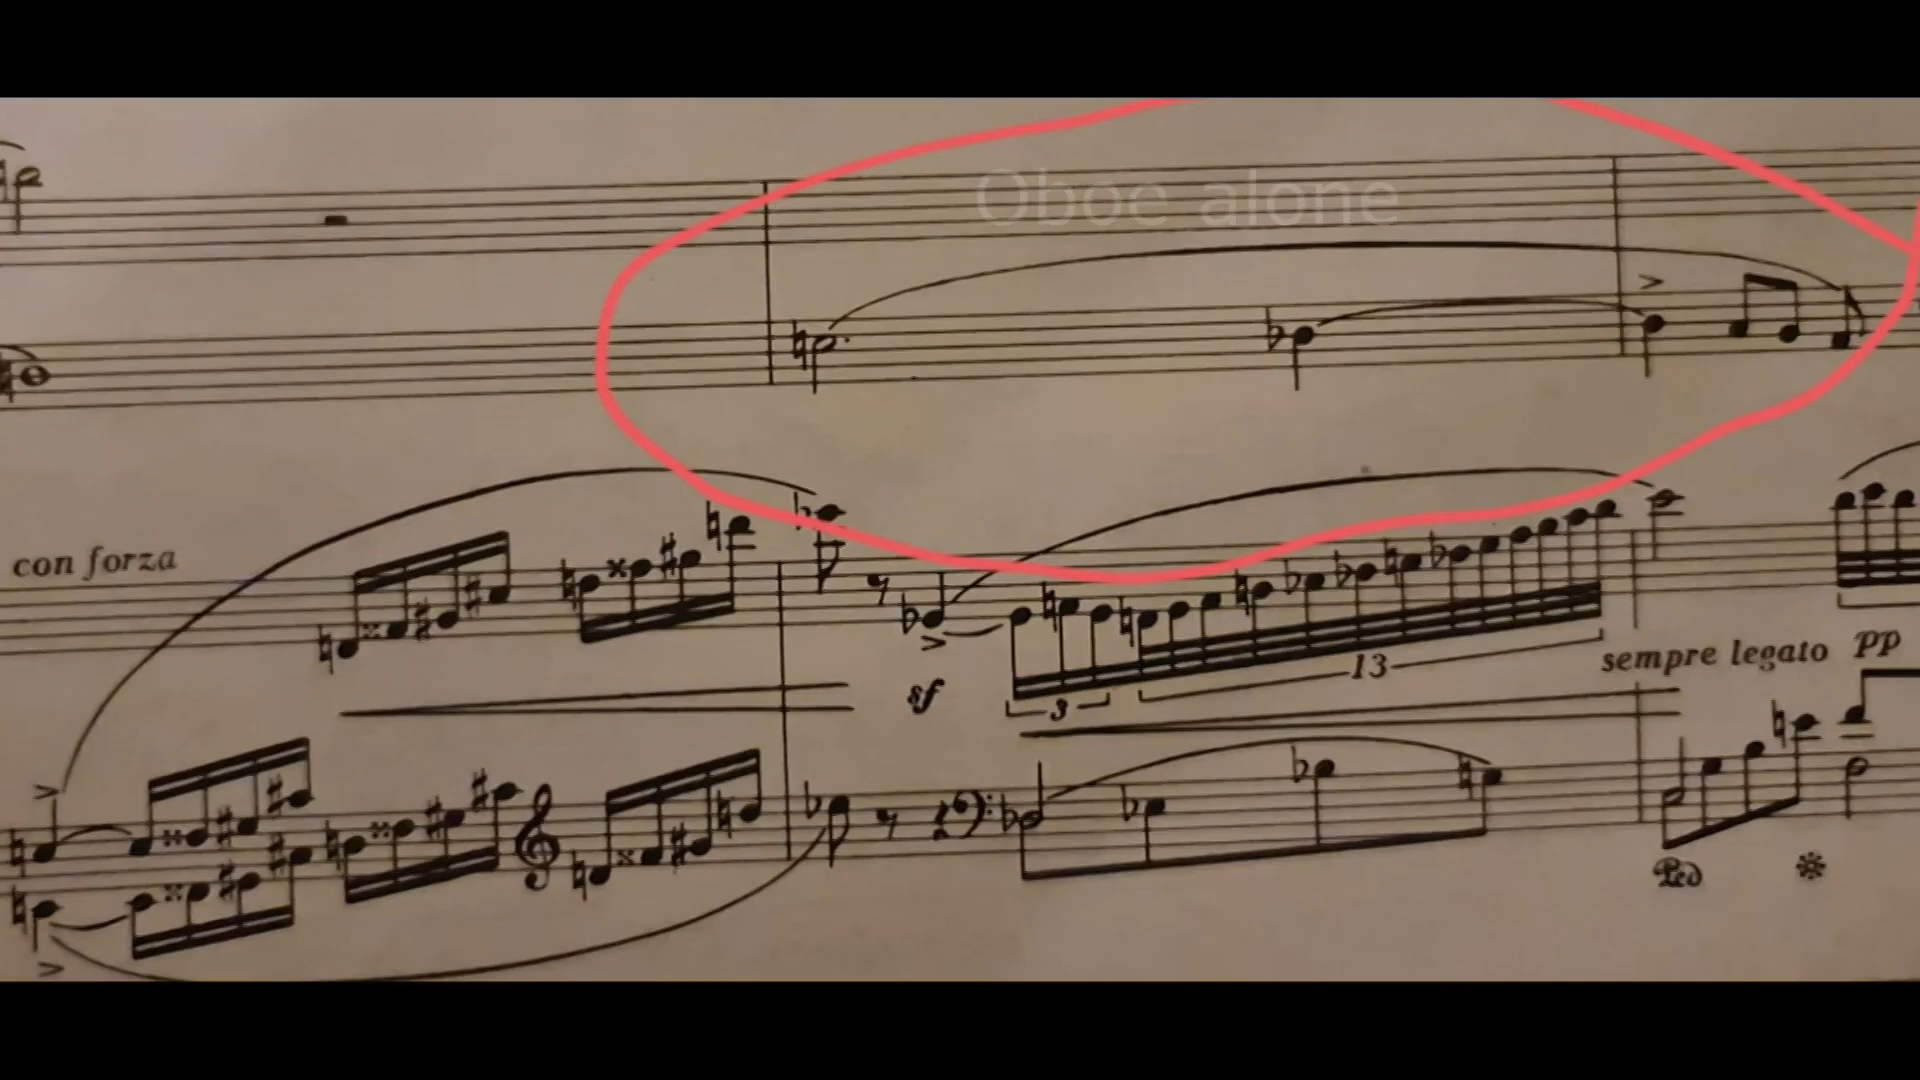 Oboe alone
con forza
sf
3
13
sempre legato pp
Ped